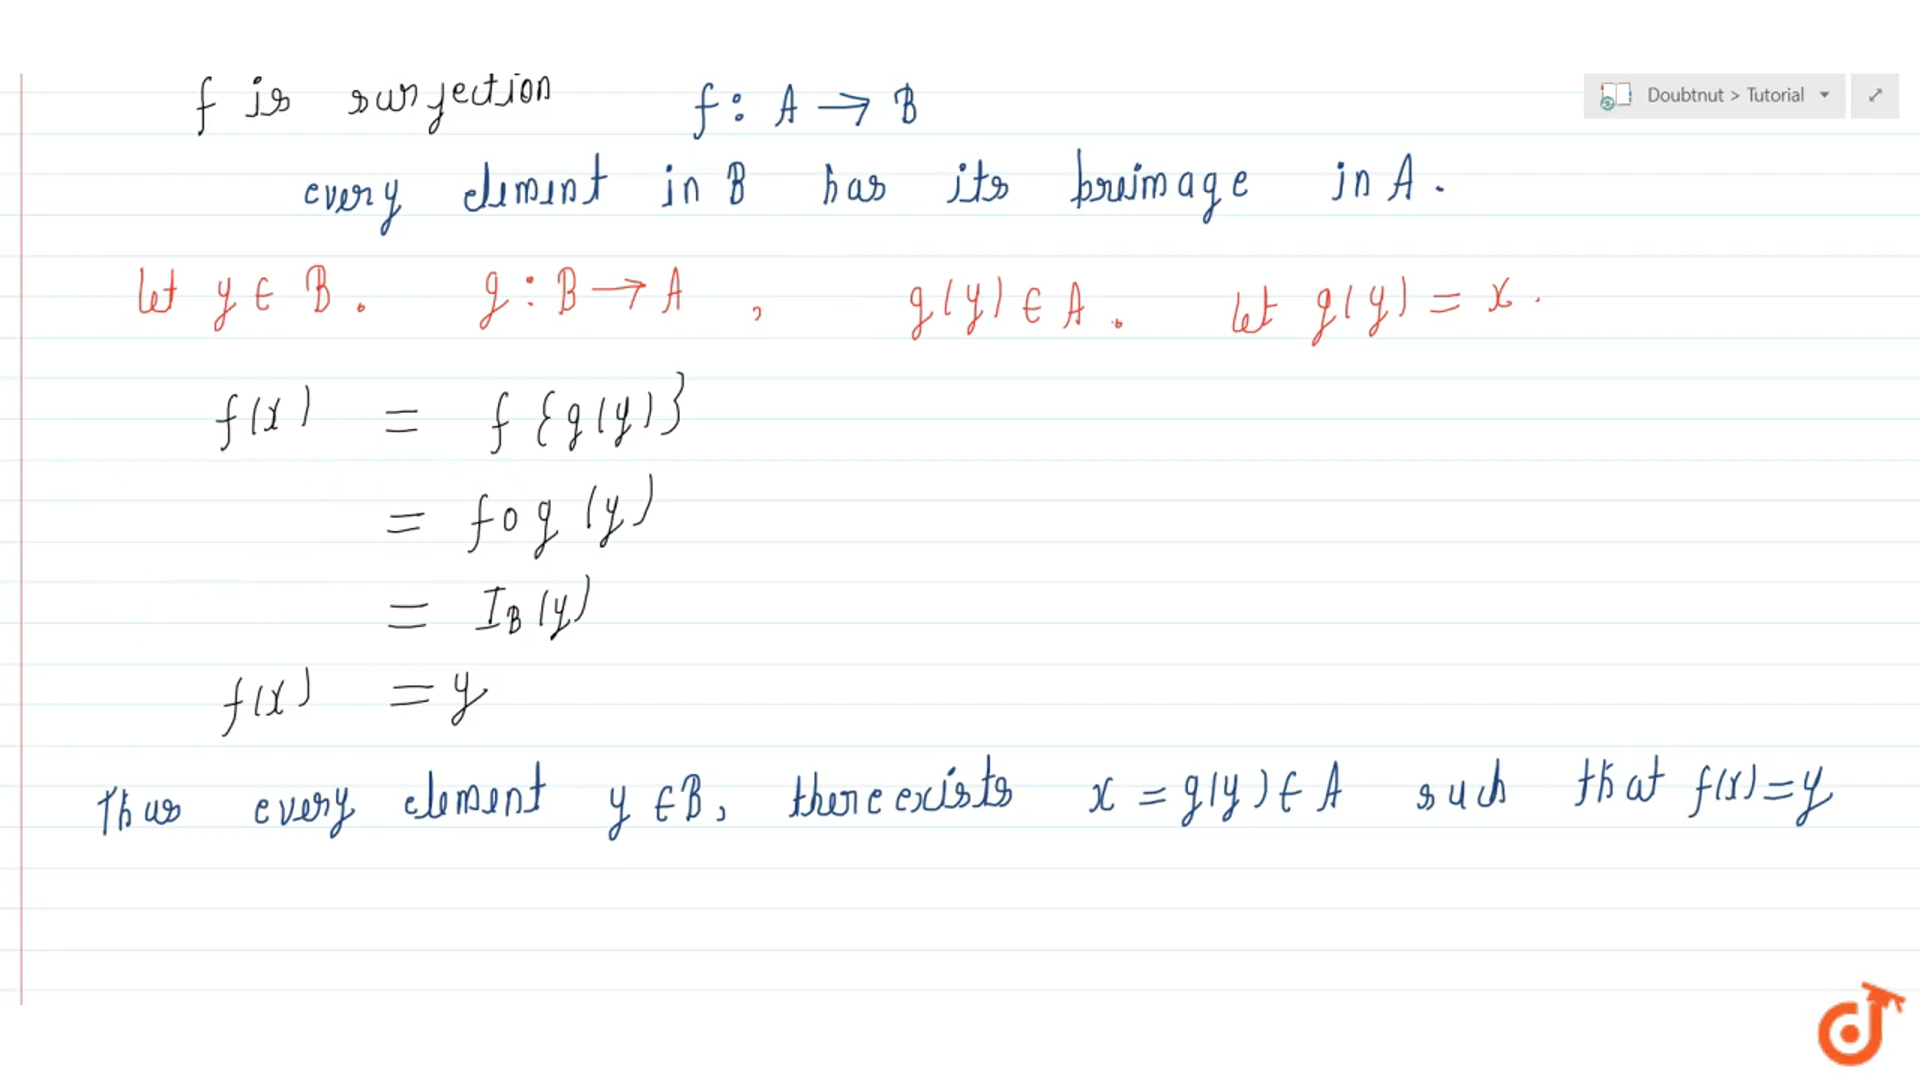 f is surjection f : A → B
Doubtnut > Tutorial
every element in B has its preimage in A .
let y ∈ B . g : B → A , g(y) ∈ A . let g(y) = x .
f(x) = f {g(y)}
= fog (y)
= I_B (y)
f(x) = y
Thus every element y ∈ B , there exists x = g(y) ∈ A such that f(x) = y